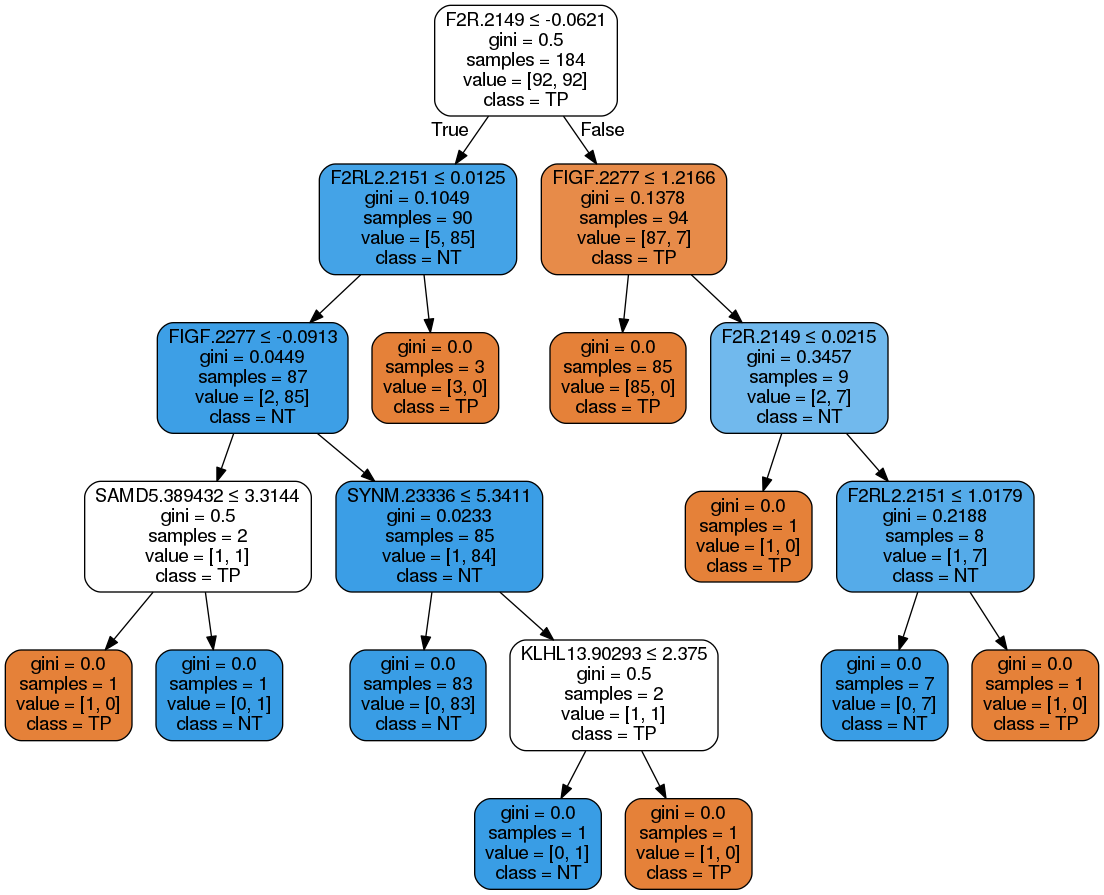 F2R.2149 ≤ -0.0621
gini = 0.5
samples = 184
value = [92, 92]
class = TP
True
False
F2RL2.2151 ≤ 0.0125
gini = 0.1049
samples = 90
value = [5, 85]
class = NT
FIGF.2277 ≤ 1.2166
gini = 0.1378
samples = 94
value = [87, 7]
class = TP
FIGF.2277 ≤ -0.0913
gini = 0.0449
samples = 87
value = [2, 85]
class = NT
gini = 0.0
samples = 3
value = [3, 0]
class = TP
gini = 0.0
samples = 85
value = [85, 0]
class = TP
F2R.2149 ≤ 0.0215
gini = 0.3457
samples = 9
value = [2, 7]
class = NT
SAMD5.389432 ≤ 3.3144
gini = 0.5
samples = 2
value = [1, 1]
class = TP
SYNM.23336 ≤ 5.3411
gini = 0.0233
samples = 85
value = [1, 84]
class = NT
gini = 0.0
samples = 1
value = [1, 0]
class = TP
F2RL2.2151 ≤ 1.0179
gini = 0.2188
samples = 8
value = [1, 7]
class = NT
gini = 0.0
samples = 1
value = [1, 0]
class = TP
gini = 0.0
samples = 1
value = [0, 1]
class = NT
gini = 0.0
samples = 83
value = [0, 83]
class = NT
KLHL13.90293 ≤ 2.375
gini = 0.5
samples = 2
value = [1, 1]
class = TP
gini = 0.0
samples = 7
value = [0, 7]
class = NT
gini = 0.0
samples = 1
value = [1, 0]
class = TP
gini = 0.0
samples = 1
value = [0, 1]
class = NT
gini = 0.0
samples = 1
value = [1, 0]
class = TP